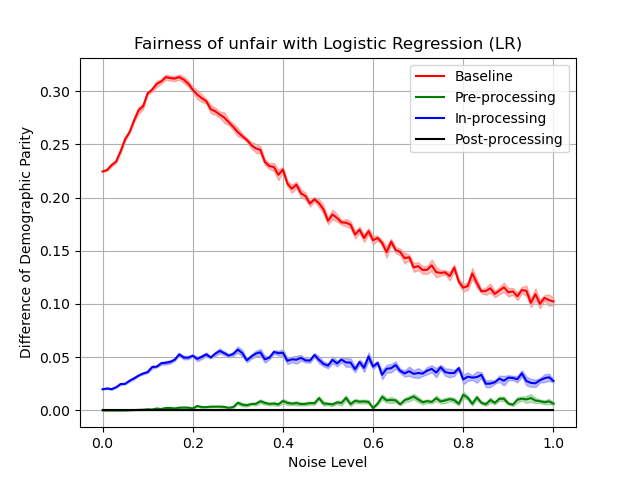 Fairness of unfair with Logistic Regression (LR)
Difference of Demographic Parity
0.30
0.25
0.20
0.15
0.10
0.05
0.00
Baseline
Pre-processing
In-processing
Post-processing
0.0 0.2 0.4 0.6 0.8 1.0
Noise Level